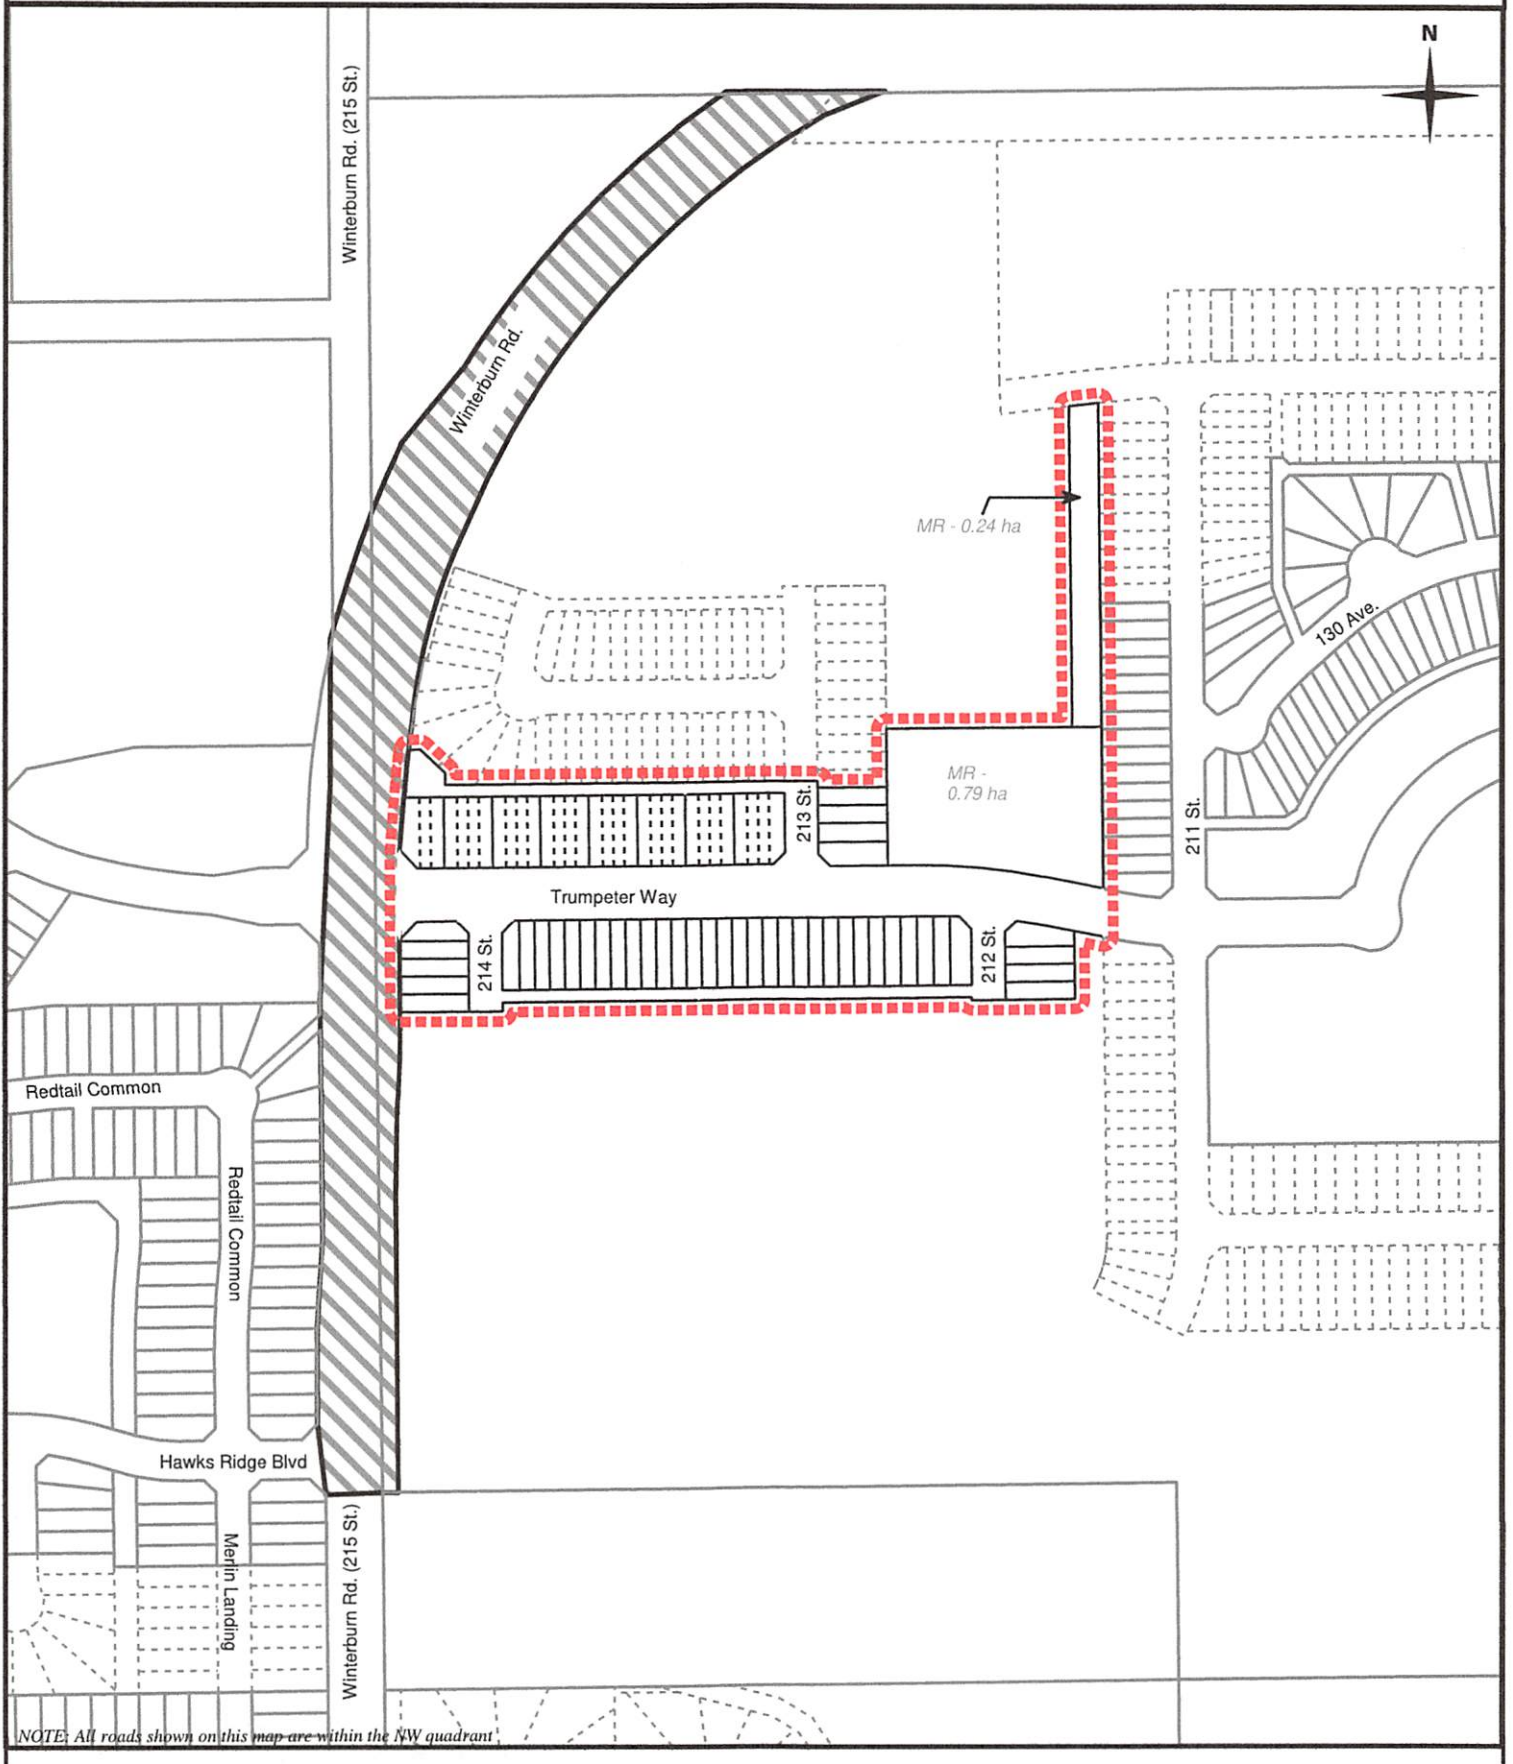 N
Winterburn Rd. (215 St.)
Winterburn Rd.
MR - 0.24 ha
130 Ave.
MR -
0.79 ha
213 St.
211 St.
Trumpeter Way
214 St.
212 St.
Redtail Common
Redtail Common
Hawks Ridge Blvd
Merlin Landing
Winterburn Rd. (215 St.)
NOTE: All roads shown on this map are within the NW quadrant